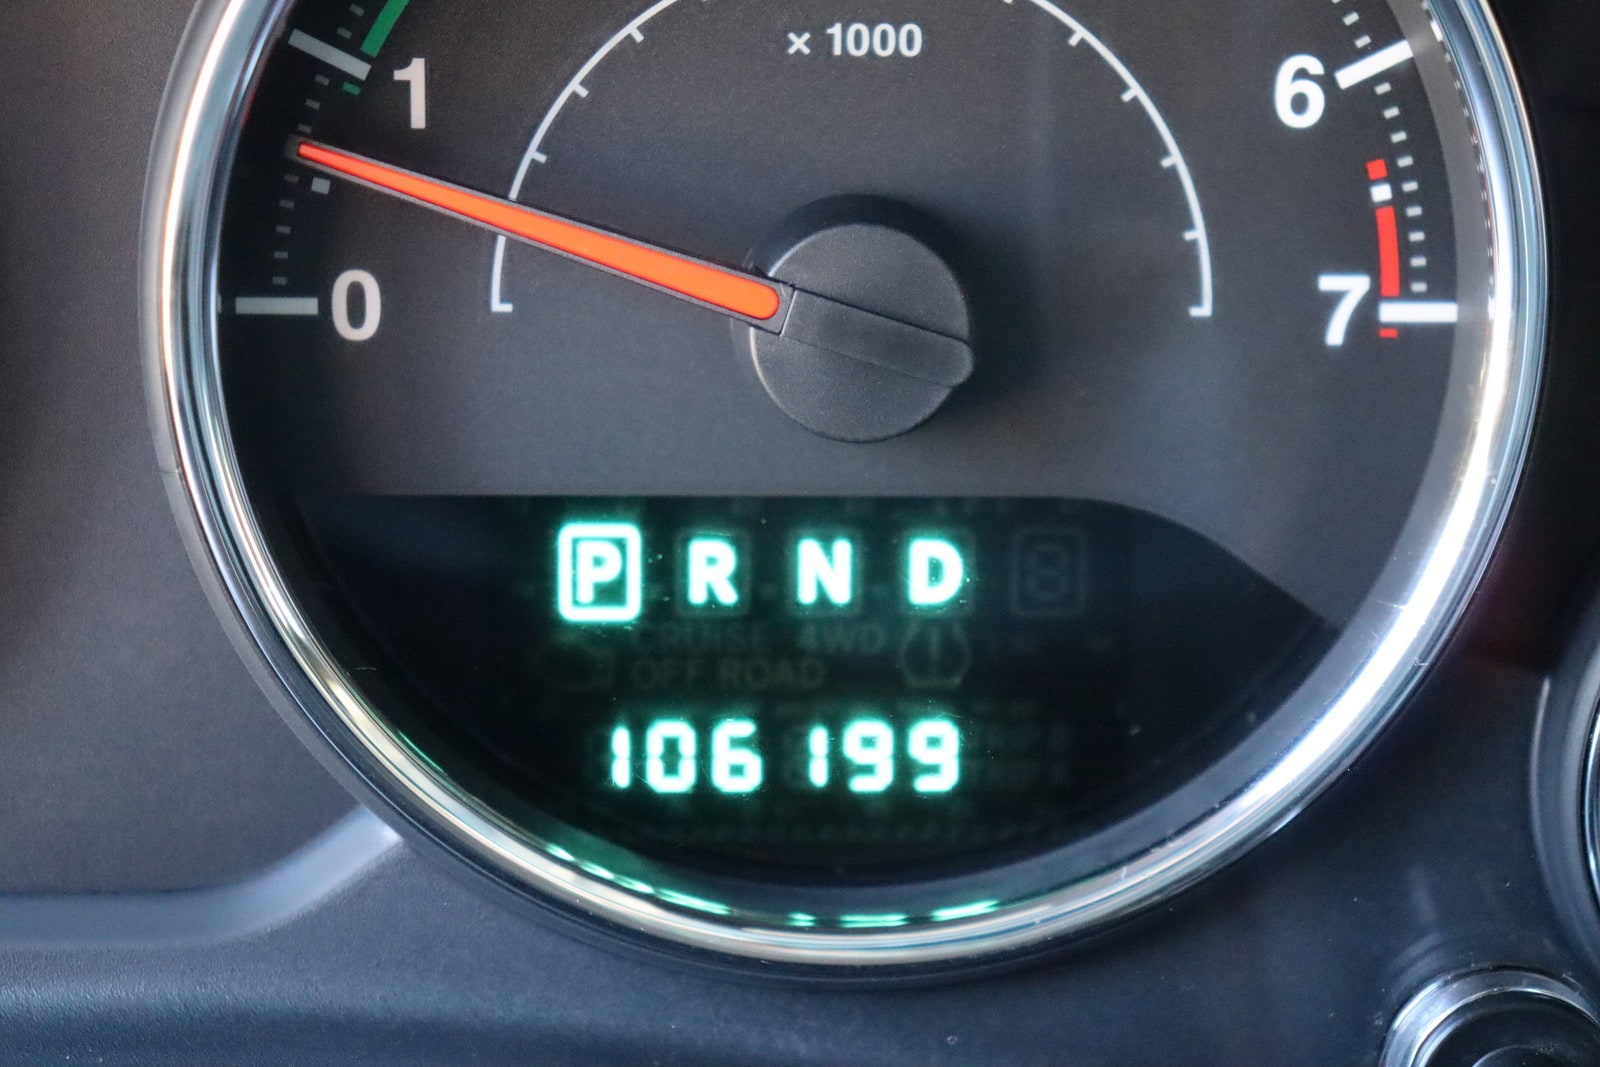 × 1000
1
6
0
7
P R N D
CRUISE 4WD
OFF ROAD
106199